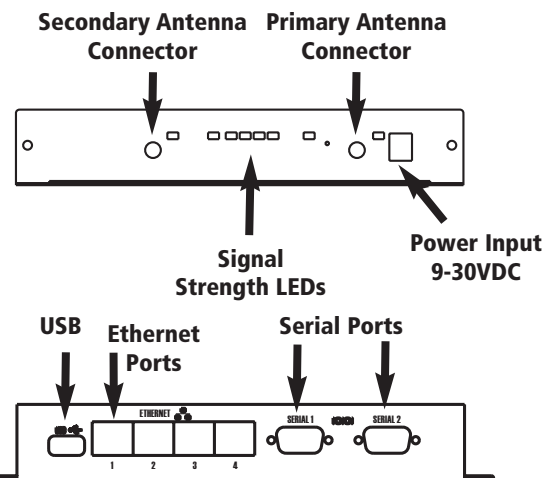 Secondary Antenna Connector
Primary Antenna Connector
Signal Strength LEDs
Power Input 9-30VDC
USB
Ethernet Ports
Serial Ports
ETHERNET
SERIAL 1
SERIAL 2
1 2 3 4